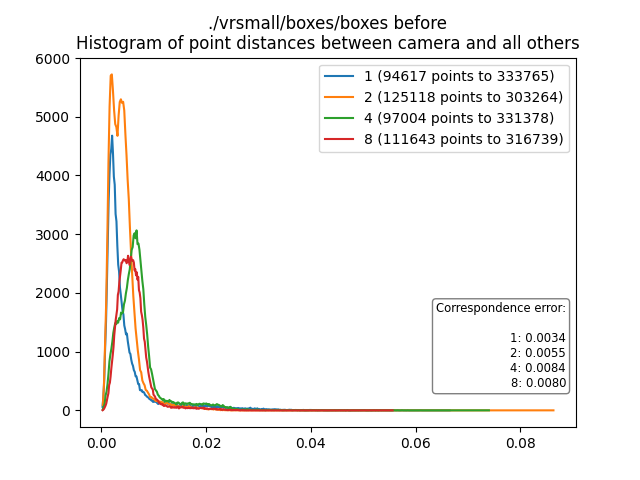 ./vrsmall/boxes/boxes before
Histogram of point distances between camera and all others
6000
5000
4000
3000
2000
1000
0
0.00
0.02
0.04
0.06
0.08
1 (94617 points to 333765)
2 (125118 points to 303264)
4 (97004 points to 331378)
8 (111643 points to 316739)
Correspondence error:
1: 0.0034
2: 0.0055
4: 0.0084
8: 0.0080